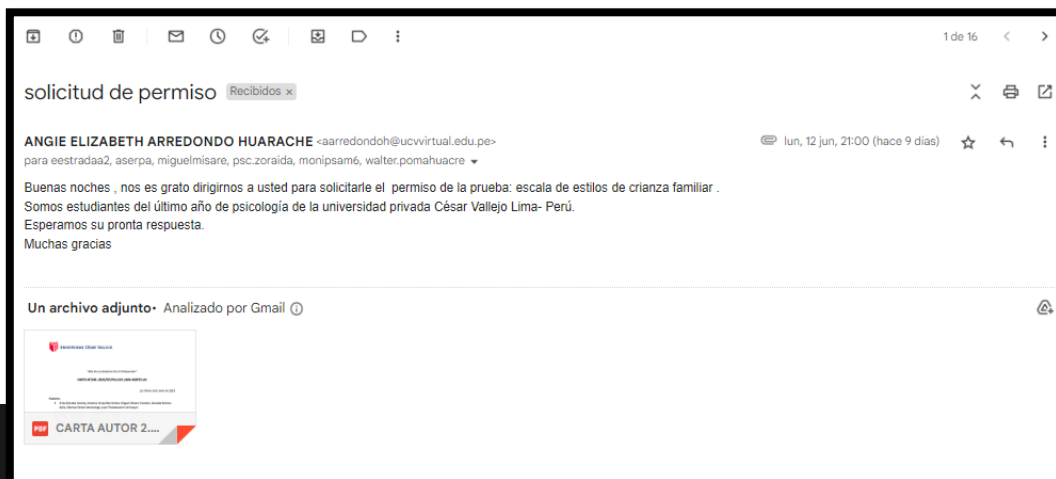 1 de 16
solicitud de permiso Recibidos ×
ANGIE ELIZABETH ARREDONDO HUARACHE <aarredondoh@ucvvirtual.edu.pe> lun, 12 jun, 21:00 (hace 9 días)
para eestradaa2, aserpa, miguelmisare, psc.zoraida, monipsam6, walter.pomahuacre
Buenas noches , nos es grato dirigirnos a usted para solicitarle el permiso de la prueba: escala de estilos de crianza familiar .
Somos estudiantes del último año de psicología de la universidad privada César Vallejo Lima- Perú.
Esperamos su pronta respuesta.
Muchas gracias
Un archivo adjunto• Analizado por Gmail
Universidad César Vallejo
PDF CARTA AUTOR 2....